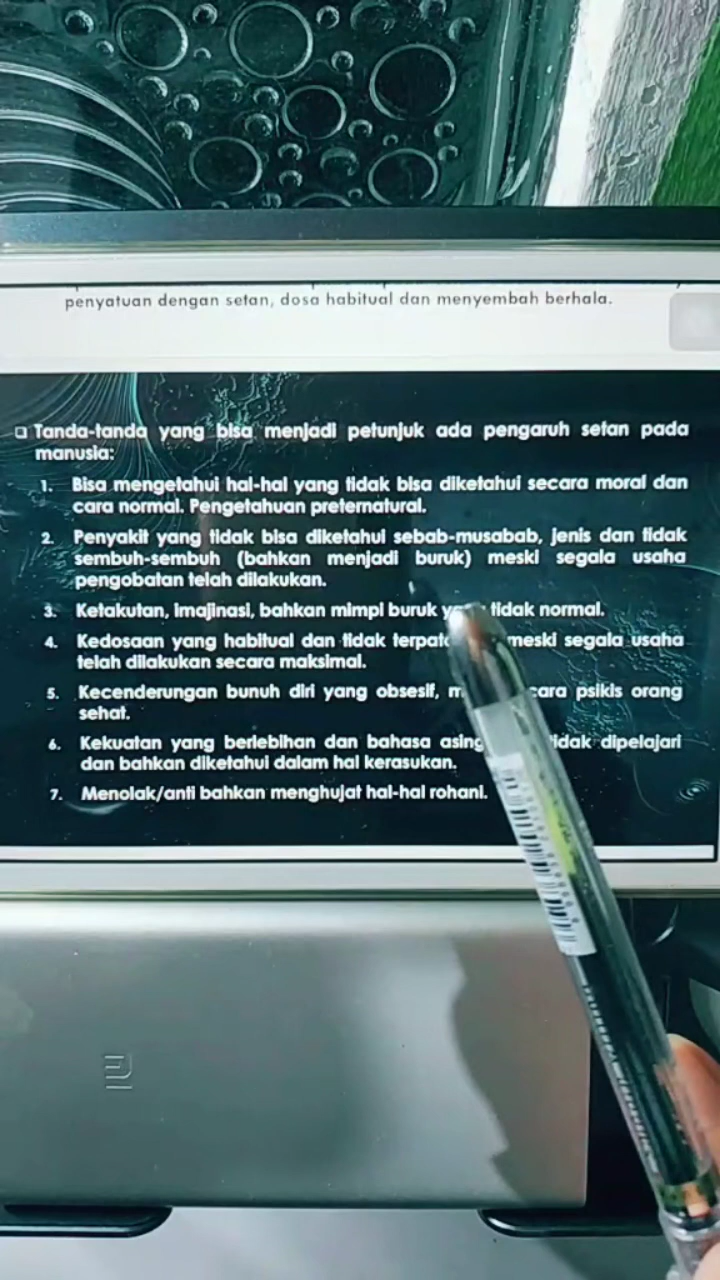 penyatuan dengan setan, dosa habitual dan menyembah berhala.
❑ Tanda-tanda yang bisa menjadi petunjuk ada pengaruh setan pada
manusia:
1. Bisa mengetahui hal-hal yang tidak bisa diketahui secara moral dan
cara normal. Pengetahuan preternatural.
2. Penyakit yang tidak bisa diketahui sebab-musabab, jenis dan tidak
sembuh-sembuh (bahkan menjadi buruk) meski segala usaha
pengobatan telah dilakukan.
3. Ketakutan, imajinasi, bahkan mimpi buruk tidak normal.
4. Kedosaan yang habitual dan tidak meski segala usaha
telah dilakukan secara maksimal.
5. Kecenderungan bunuh diri yang obsesif, psikis orang
sehat.
6. Kekuatan yang berlebihan dan bahasa asing dipelajari
dan bahkan diketahui dalam hal kerasukan.
7. Menolak/anti bahkan menghujat hal-hal rohani.